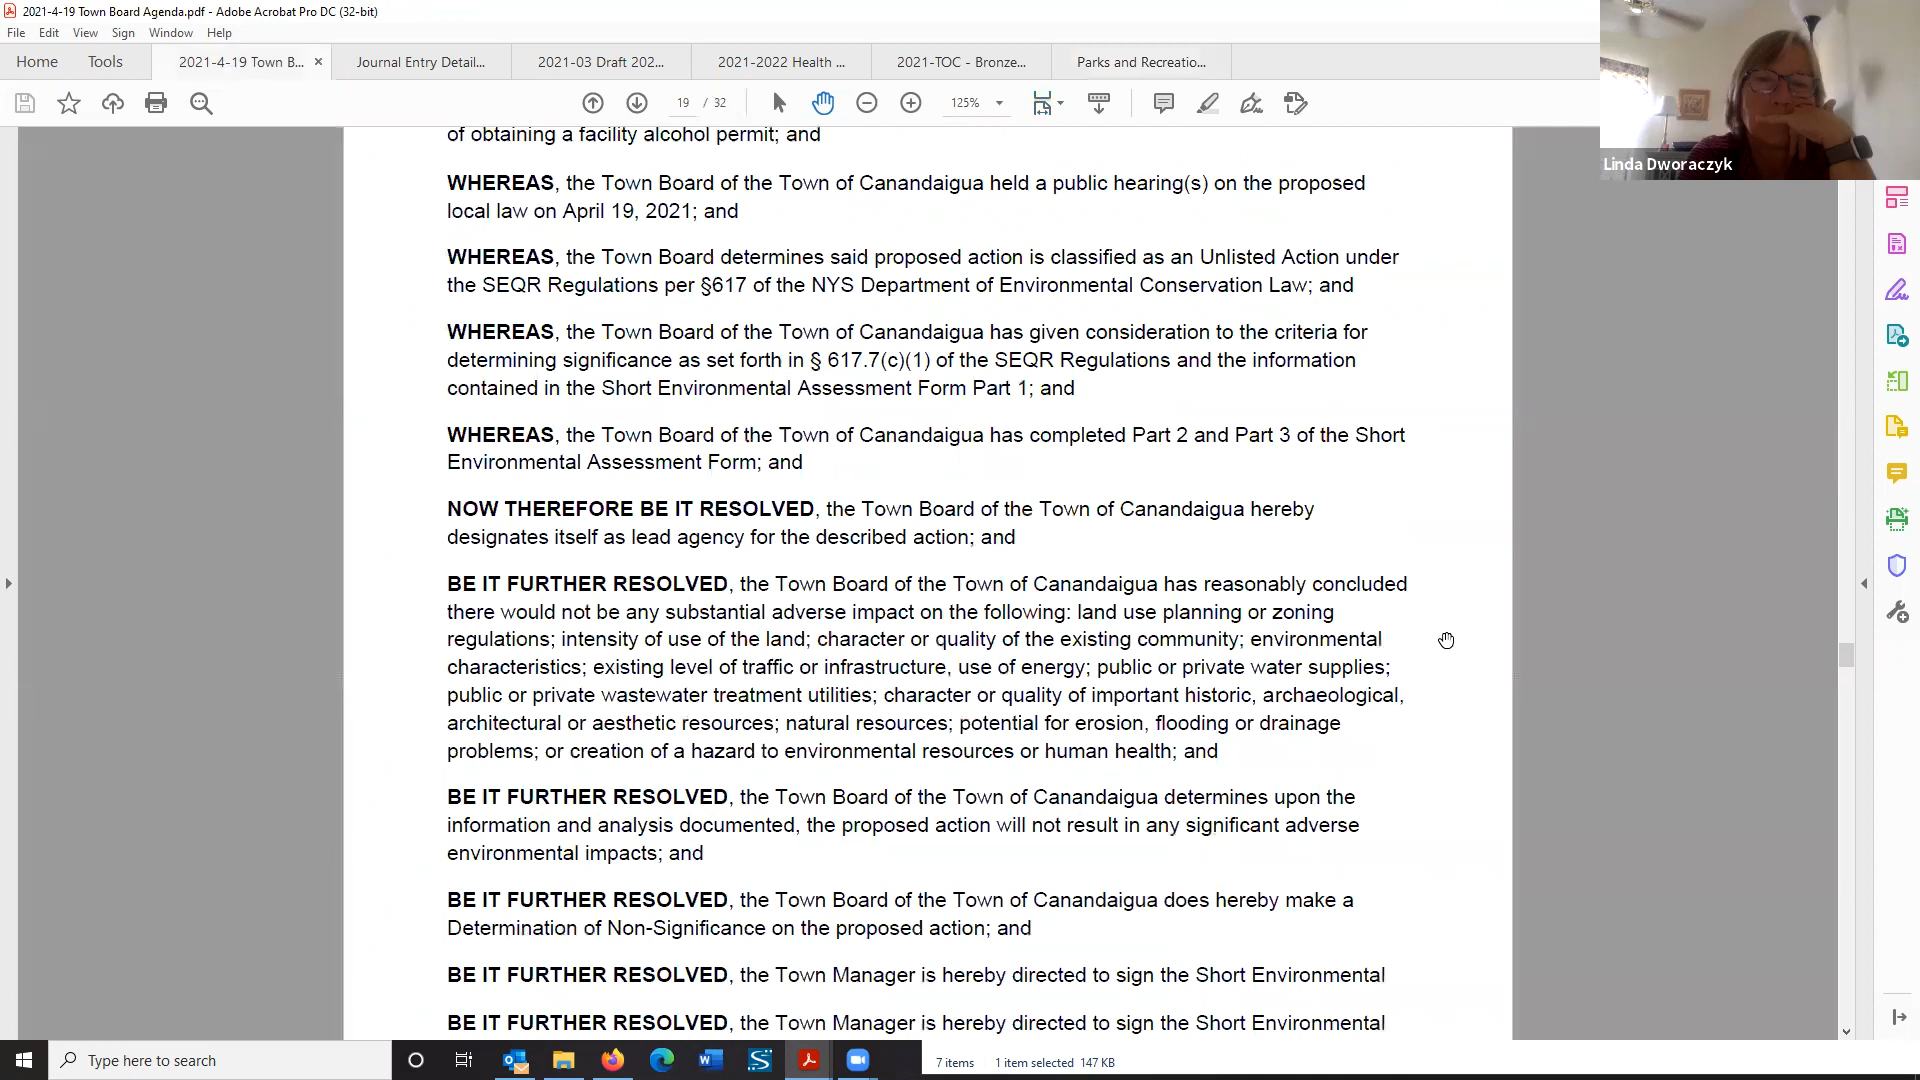 2021-4-19 Town Board Agenda.pdf - Adobe Acrobat Pro DC (32-bit)
File Edit View Sign Window Help
Home Tools 2021-4-19 Town B... × Journal Entry Detail... 2021-03 Draft 202... 2021-2022 Health ... 2021-TOC - Bronze... Parks and Recreatio...
19 / 32 125%
Linda Dworaczyk
of obtaining a facility alcohol permit; and
WHEREAS, the Town Board of the Town of Canandaigua held a public hearing(s) on the proposed
local law on April 19, 2021; and
WHEREAS, the Town Board determines said proposed action is classified as an Unlisted Action under
the SEQR Regulations per §617 of the NYS Department of Environmental Conservation Law; and
WHEREAS, the Town Board of the Town of Canandaigua has given consideration to the criteria for
determining significance as set forth in § 617.7(c)(1) of the SEQR Regulations and the information
contained in the Short Environmental Assessment Form Part 1; and
WHEREAS, the Town Board of the Town of Canandaigua has completed Part 2 and Part 3 of the Short
Environmental Assessment Form; and
NOW THEREFORE BE IT RESOLVED, the Town Board of the Town of Canandaigua hereby
designates itself as lead agency for the described action; and
BE IT FURTHER RESOLVED, the Town Board of the Town of Canandaigua has reasonably concluded
there would not be any substantial adverse impact on the following: land use planning or zoning
regulations; intensity of use of the land; character or quality of the existing community; environmental
characteristics; existing level of traffic or infrastructure, use of energy; public or private water supplies;
public or private wastewater treatment utilities; character or quality of important historic, archaeological,
architectural or aesthetic resources; natural resources; potential for erosion, flooding or drainage
problems; or creation of a hazard to environmental resources or human health; and
BE IT FURTHER RESOLVED, the Town Board of the Town of Canandaigua determines upon the
information and analysis documented, the proposed action will not result in any significant adverse
environmental impacts; and
BE IT FURTHER RESOLVED, the Town Board of the Town of Canandaigua does hereby make a
Determination of Non-Significance on the proposed action; and
BE IT FURTHER RESOLVED, the Town Manager is hereby directed to sign the Short Environmental
BE IT FURTHER RESOLVED, the Town Manager is hereby directed to sign the Short Environmental
Type here to search
7 items 1 item selected 147 KB